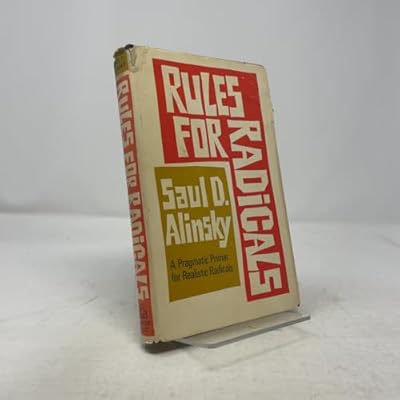 RULES
FOR
RADiCALS
Saul D.
Alinsky
A Pragmatic Primer
for Realistic Radicals
RULES FOR RADiCALS